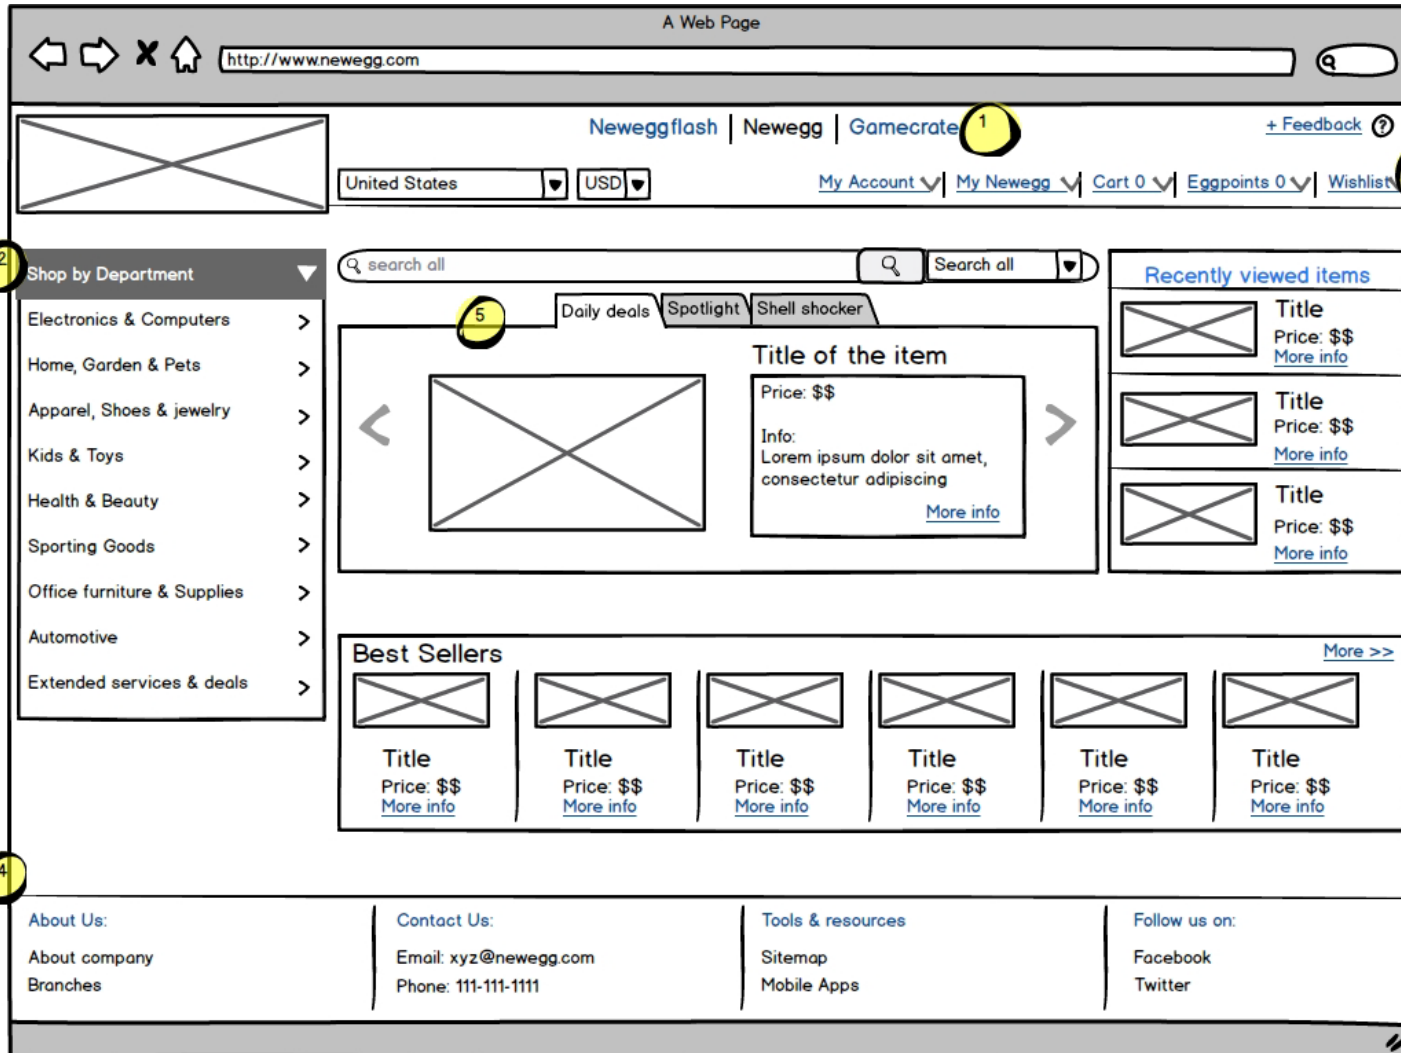 A Web Page
http://www.newegg.com
Neweggflash Newegg Gamecrate 1
+ Feedback ?
United States USD
My Account My Newegg Cart 0 Eggpoints 0 Wishlist
2
Shop by Department
Electronics & Computers
Home, Garden & Pets
Apparel, Shoes & jewelry
Kids & Toys
Health & Beauty
Sporting Goods
Office furniture & Supplies
Automotive
Extended services & deals
search all
Search all
5
Daily deals Spotlight Shell shocker
Title of the item
Price: $$
Info:
Lorem ipsum dolor sit amet,
consectetur adipiscing
More info
Recently viewed items
Title
Price: $$
More info
Title
Price: $$
More info
Title
Price: $$
More info
Best Sellers
More >>
Title
Price: $$
More info
Title
Price: $$
More info
Title
Price: $$
More info
Title
Price: $$
More info
Title
Price: $$
More info
Title
Price: $$
More info
4
About Us:
About company
Branches
Contact Us:
Email: xyz@newegg.com
Phone: 111-111-1111
Tools & resources
Sitemap
Mobile Apps
Follow us on:
Facebook
Twitter